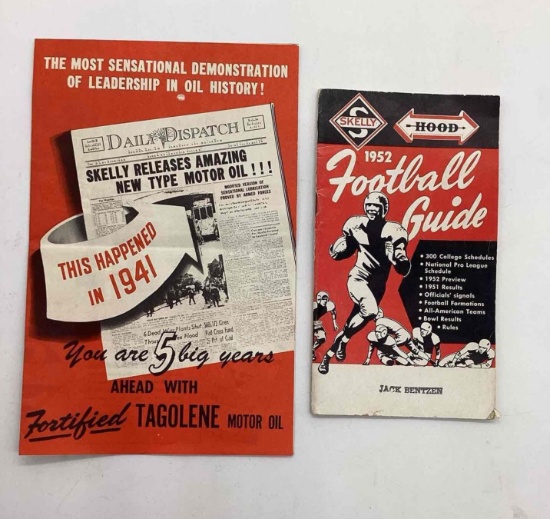 THE MOST SENSATIONAL DEMONSTRATION
OF LEADERSHIP IN OIL HISTORY!
DAILY DISPATCH
SKELLY RELEASES AMAZING
NEW TYPE MOTOR OIL!!!
THIS HAPPENED
IN 1941
You are 5 big years
AHEAD WITH
Fortified TAGOLENE MOTOR OIL
SKELLY
S
HOOD
1952
Football
Guide
• 300 College Schedules
• National Pro League
Schedule
• 1952 Preview
• 1951 Results
• Officials' signals
• Football Formations
• All-American Teams
• Bowl Results
• Rules
JACK BENTZEN